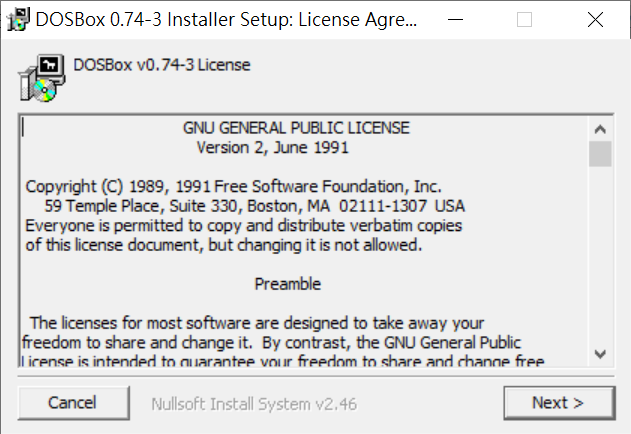 DOSBox 0.74-3 Installer Setup: License Agre...
DOSBox v0.74-3 License
GNU GENERAL PUBLIC LICENSE
Version 2, June 1991
Copyright (C) 1989, 1991 Free Software Foundation, Inc.
59 Temple Place, Suite 330, Boston, MA  02111-1307  USA
Everyone is permitted to copy and distribute verbatim copies
of this license document, but changing it is not allowed.
Preamble
The licenses for most software are designed to take away your
freedom to share and change it.  By contrast, the GNU General Public
License is intended to guarantee your freedom to share and change free
Cancel
Nullsoft Install System v2.46
Next >